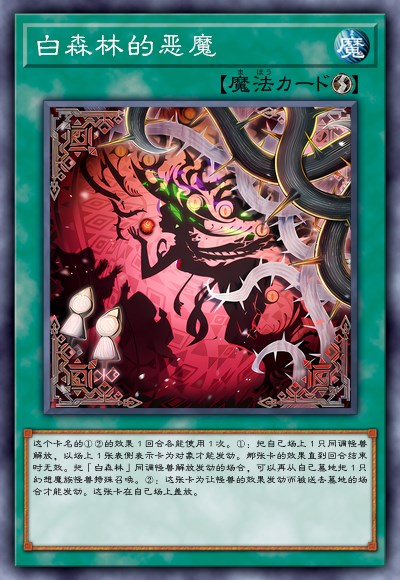 白森林的恶魔
魔
【魔法カード】
まほう
这个卡名的①②的效果1回合各能使用1次。①：把自己场上1只同调怪兽
解放，以场上1张表侧表示卡为对象才能发动。那张卡的效果直到回合结束
时无效。把「白森林」同调怪兽解放发动的场合，可以再从自己墓地把1只
幻想魔族怪兽特殊召唤。②：这张卡为让怪兽的效果发动而被送去墓地的场
合才能发动。这张卡在自己场上盖放。